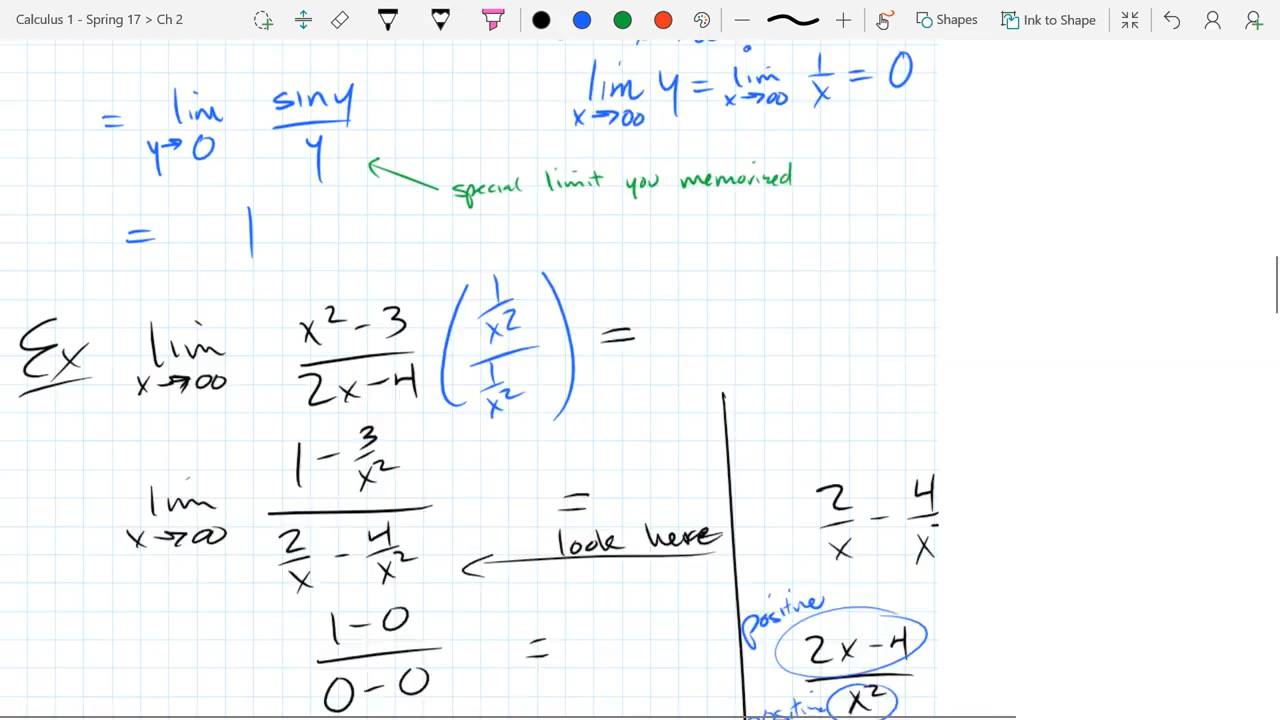 Calculus 1 - Spring 17 > Ch 2
Shapes
Ink to Shape
lim x→∞ y = lim x→∞ 1/x = 0
= lim y→0 sin y / y
special limit you memorized
= 1
Ex lim x→∞ (x² - 3)/(2x - 4) ((1/x²)/(1/x²)) =
lim x→∞ (1 - 3/x²)/(2/x - 4/x²) =
look here
(1 - 0)/(0 - 0) =
2/x - 4/x
positive
(2x - 4)/x²